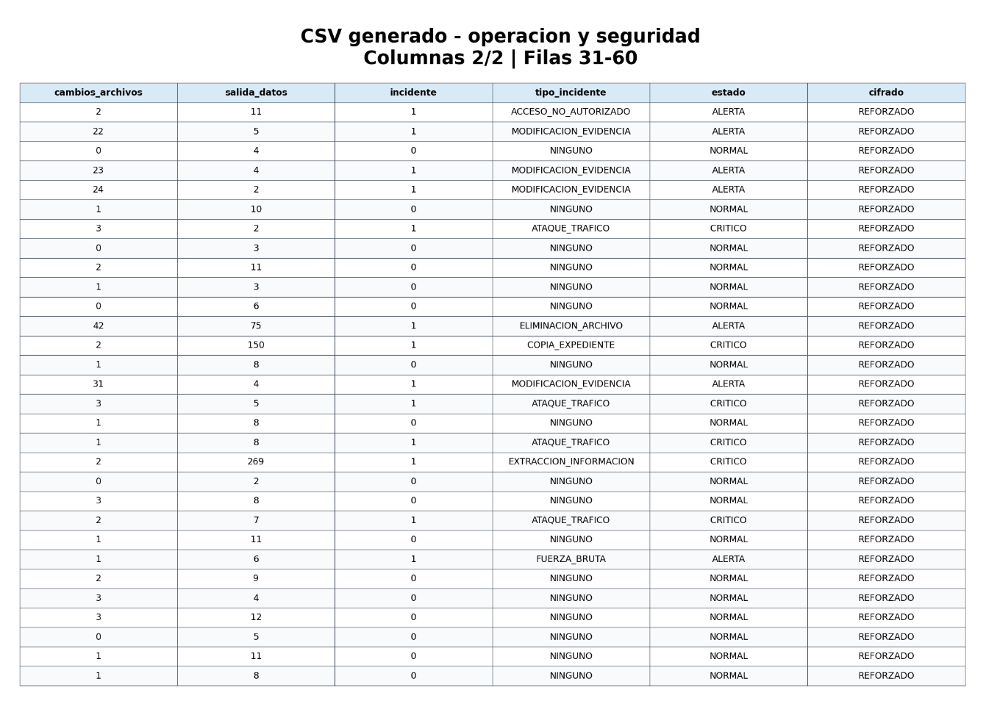 CSV generado - operacion y seguridad
Columnas 2/2 | Filas 31-60
cambios_archivos salida_datos incidente tipo_incidente estado cifrado
2 11 1 ACCESO_NO_AUTORIZADO ALERTA REFORZADO
22 5 1 MODIFICACION_EVIDENCIA ALERTA REFORZADO
0 4 0 NINGUNO NORMAL REFORZADO
23 4 1 MODIFICACION_EVIDENCIA ALERTA REFORZADO
24 2 1 MODIFICACION_EVIDENCIA ALERTA REFORZADO
1 10 0 NINGUNO NORMAL REFORZADO
3 2 1 ATAQUE_TRAFICO CRITICO REFORZADO
0 3 0 NINGUNO NORMAL REFORZADO
2 11 0 NINGUNO NORMAL REFORZADO
1 3 0 NINGUNO NORMAL REFORZADO
0 6 0 NINGUNO NORMAL REFORZADO
42 75 1 ELIMINACION_ARCHIVO ALERTA REFORZADO
2 150 1 COPIA_EXPEDIENTE CRITICO REFORZADO
1 8 0 NINGUNO NORMAL REFORZADO
31 4 1 MODIFICACION_EVIDENCIA ALERTA REFORZADO
3 5 1 ATAQUE_TRAFICO CRITICO REFORZADO
1 8 0 NINGUNO NORMAL REFORZADO
1 8 1 ATAQUE_TRAFICO CRITICO REFORZADO
2 269 1 EXTRACCION_INFORMACION CRITICO REFORZADO
0 2 0 NINGUNO NORMAL REFORZADO
3 8 0 NINGUNO NORMAL REFORZADO
2 7 1 ATAQUE_TRAFICO CRITICO REFORZADO
1 11 0 NINGUNO NORMAL REFORZADO
1 6 1 FUERZA_BRUTA ALERTA REFORZADO
2 9 0 NINGUNO NORMAL REFORZADO
3 4 0 NINGUNO NORMAL REFORZADO
3 12 0 NINGUNO NORMAL REFORZADO
0 5 0 NINGUNO NORMAL REFORZADO
1 11 0 NINGUNO NORMAL REFORZADO
1 8 0 NINGUNO NORMAL REFORZADO